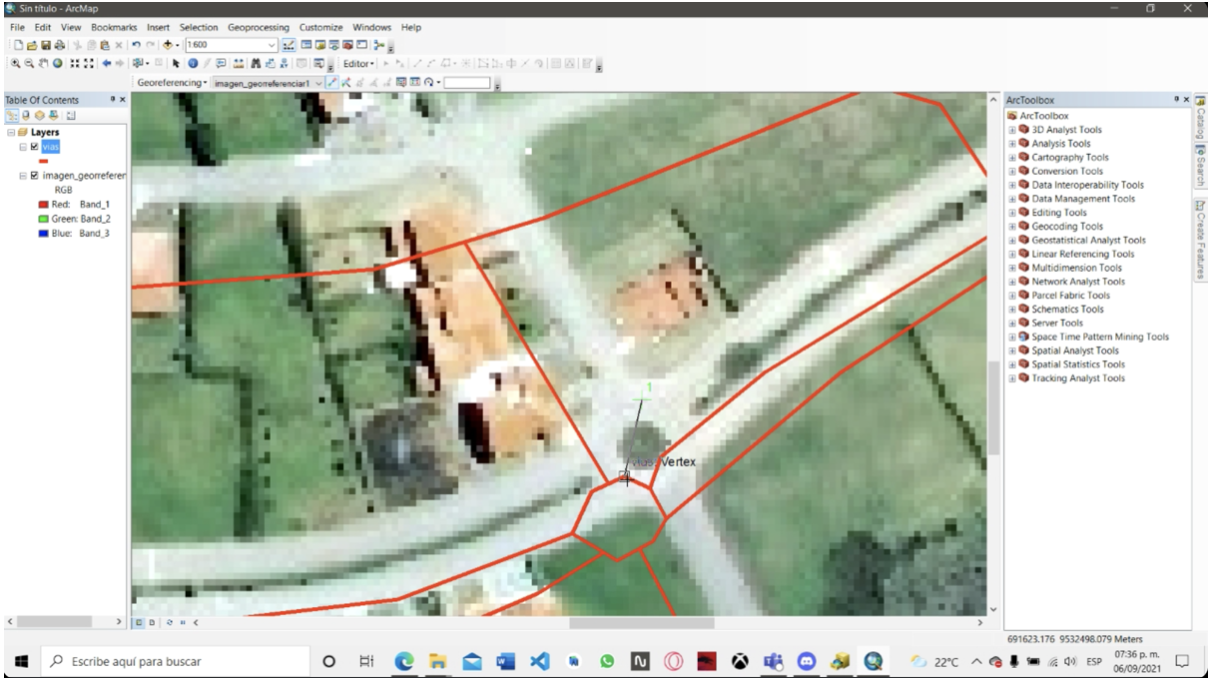 Sin título - ArcMap
File Edit View Bookmarks Insert Selection Geoprocessing Customize Windows Help
1:600
Editor
Georeferencing imagen_georreferenciar1
Table Of Contents
Layers
vias
imagen_georreferer
RGB
Red: Band_1
Green: Band_2
Blue: Band_3
1
Vertex
ArcToolbox
ArcToolbox
3D Analyst Tools
Analysis Tools
Cartography Tools
Conversion Tools
Data Interoperability Tools
Data Management Tools
Editing Tools
Geocoding Tools
Geostatistical Analyst Tools
Linear Referencing Tools
Multidimension Tools
Network Analyst Tools
Parcel Fabric Tools
Schematics Tools
Server Tools
Space Time Pattern Mining Tools
Spatial Analyst Tools
Spatial Statistics Tools
Tracking Analyst Tools
Catalog
Search
Create Features
691623.176 9532498.079 Meters
Escribe aquí para buscar
22°C
ESP
07:36 p. m.
06/09/2021